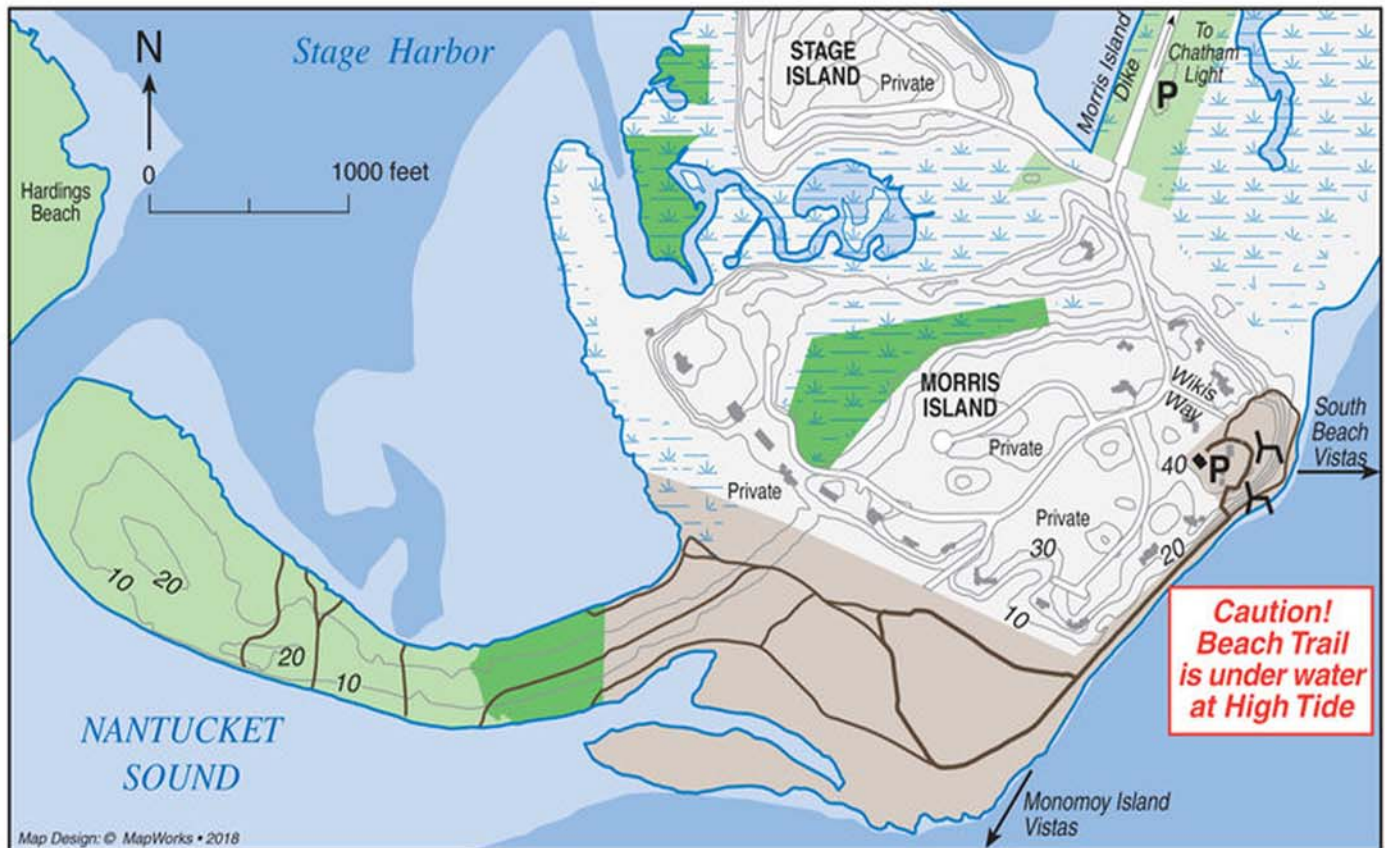 N
Stage Harbor
0
1000 feet
Hardings
Beach
STAGE
ISLAND
Private
Morris Island
Dike
To
Chatham
Light
P
MORRIS
ISLAND
Private
Wikis
Way
40
P
South
Beach
Vistas
Private
Private
30
20
10
10
20
20
10
Caution!
Beach Trail
is under water
at High Tide
NANTUCKET
SOUND
Monomoy Island
Vistas
Map Design: © MapWorks • 2018